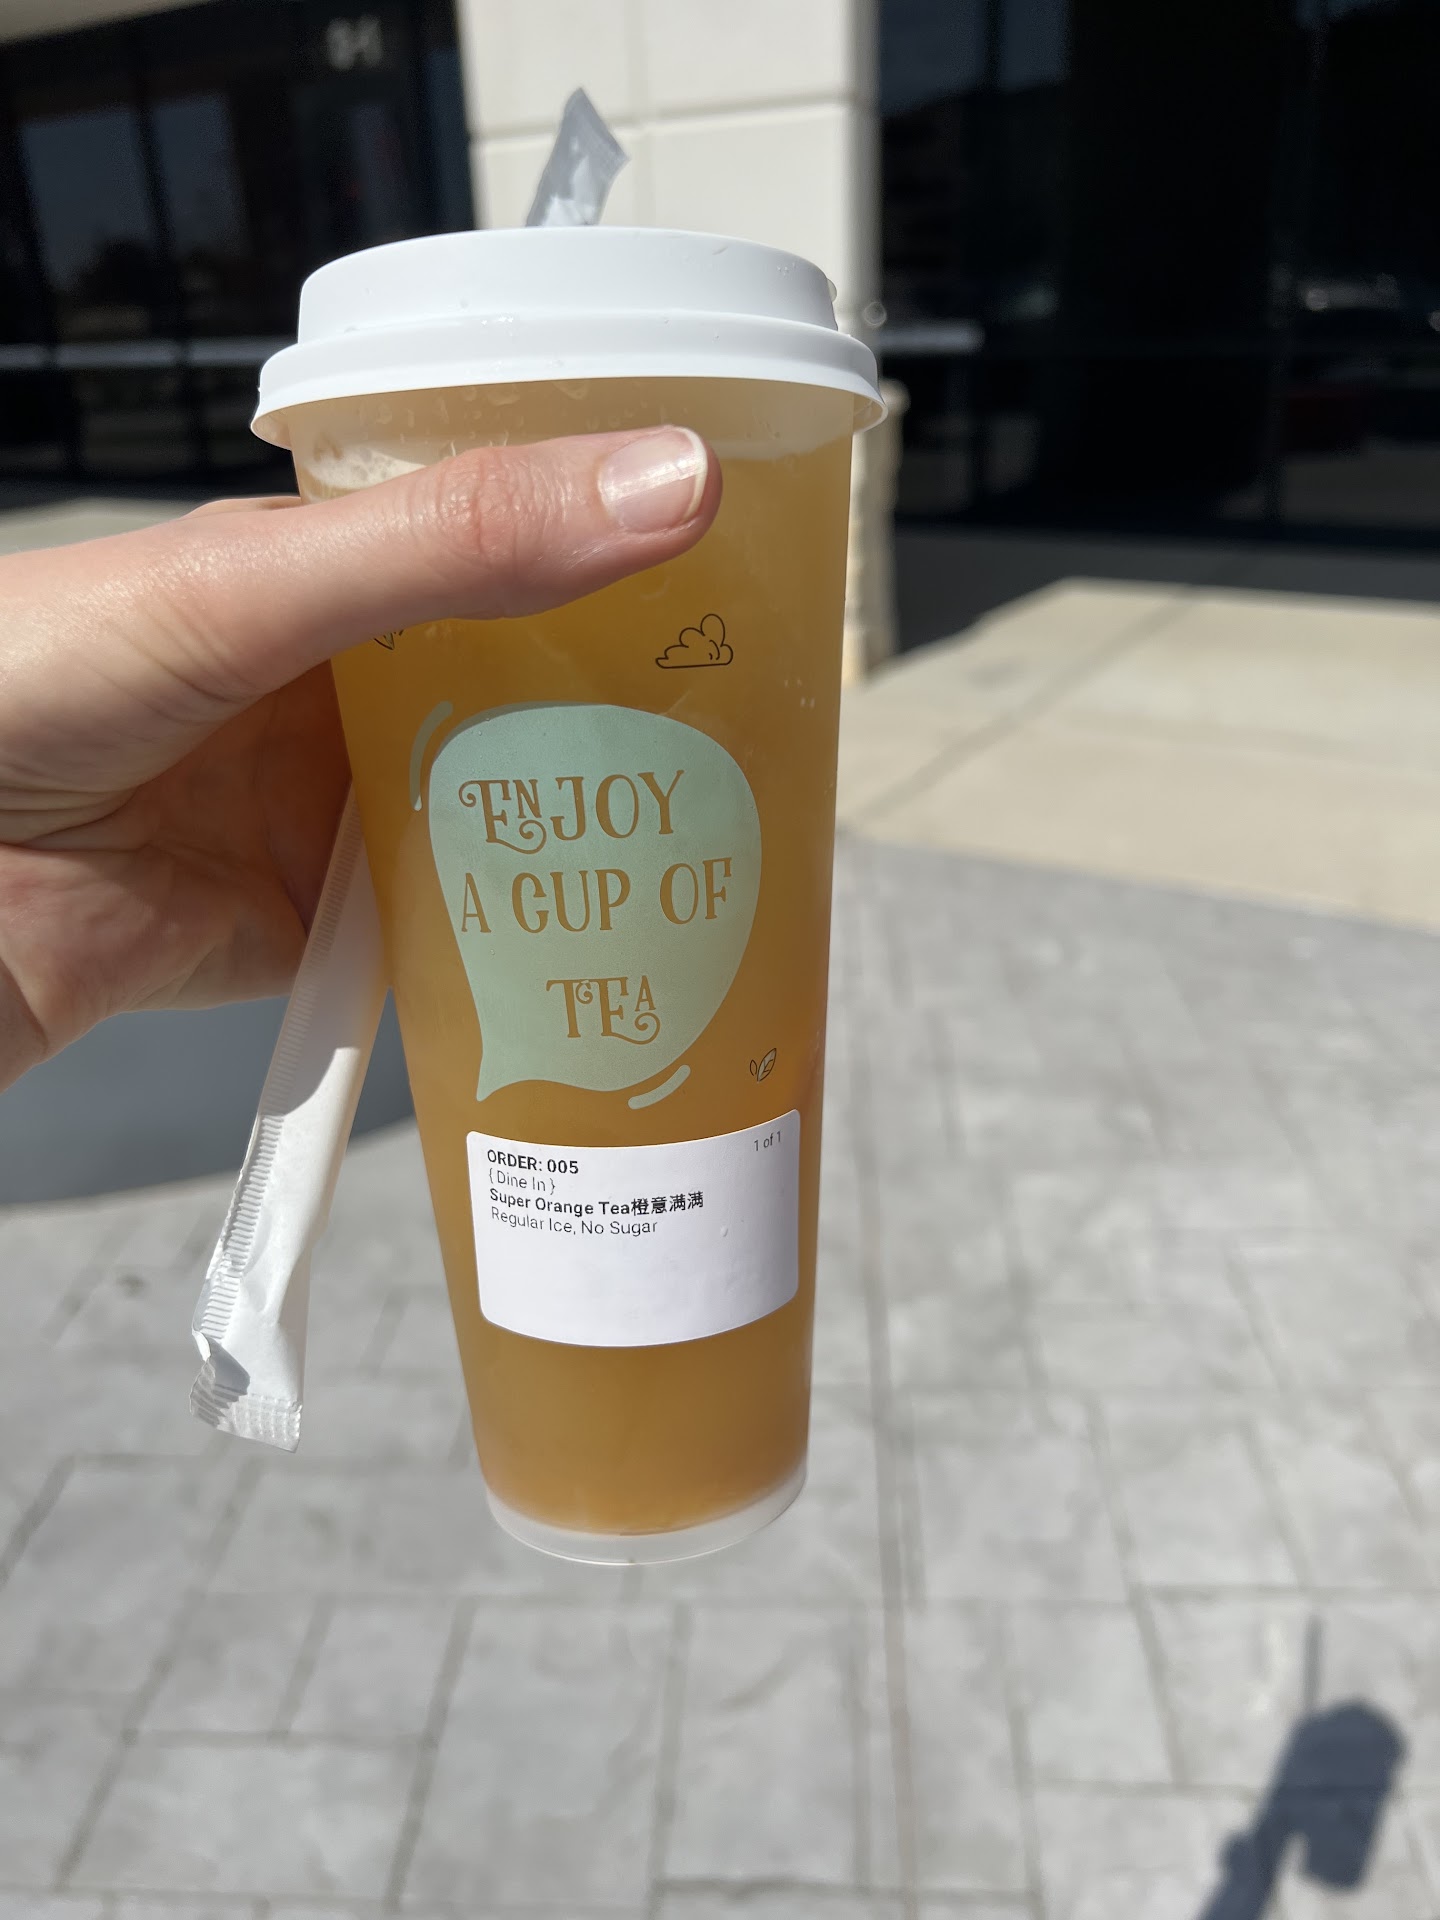 ENJOY
A CUP OF
TEA
1 of 1
ORDER: 005
{ Dine In }
Super Orange Tea橙意满满
Regular Ice, No Sugar